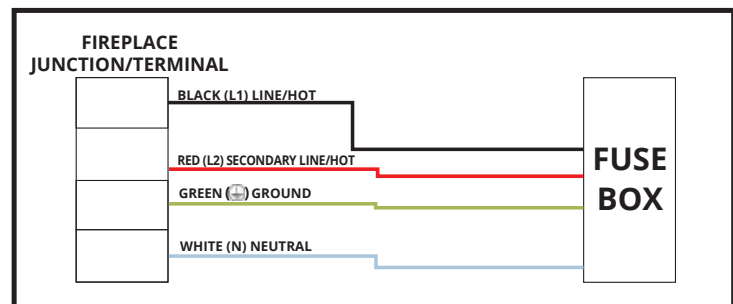 FIREPLACE
JUNCTION/TERMINAL
BLACK (L1) LINE/HOT
RED (L2) SECONDARY LINE/HOT
GREEN (⏚) GROUND
WHITE (N) NEUTRAL
FUSE
BOX